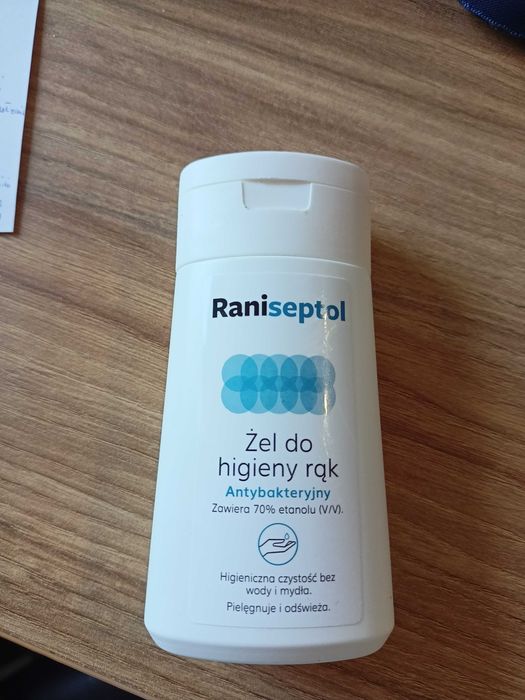 Raniseptol
Żel do
higieny rąk
Antybakteryjny
Zawiera 70% etanolu (V/V).
Higieniczna czystość bez
wody i mydła.
Pielęgnuje i odświeża.